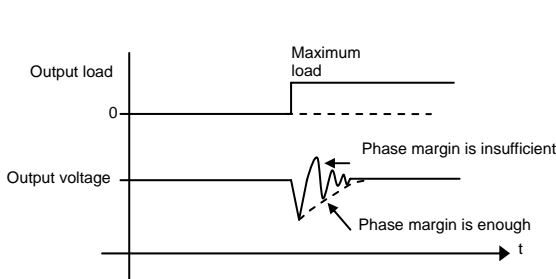 Maximum
load
Output load
0
Phase margin is insufficient
Output voltage
Phase margin is enough
t